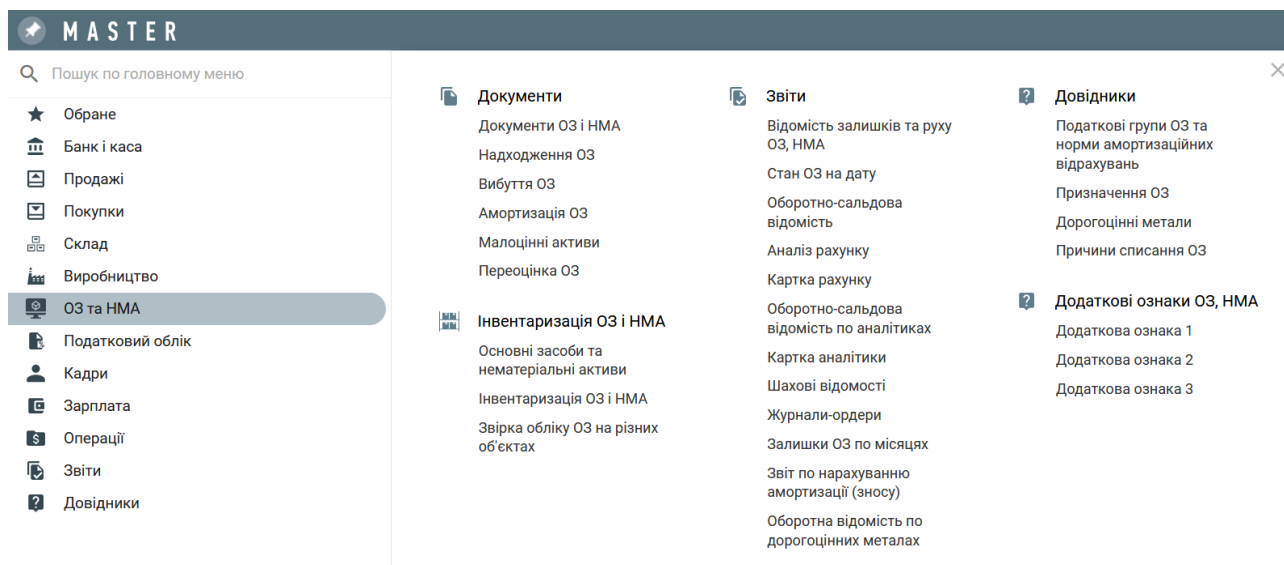 MASTER
Пошук по головному меню
Обране
Банк і каса
Продажі
Покупки
Склад
Виробництво
ОЗ та НМА
Податковий облік
Кадри
Зарплата
Операції
Звіти
Довідники
Документи
Документи ОЗ і НМА
Надходження ОЗ
Вибуття ОЗ
Амортизація ОЗ
Малоцінні активи
Переоцінка ОЗ
Інвентаризація ОЗ і НМА
Основні засоби та
нематеріальні активи
Інвентаризація ОЗ і НМА
Звірка обліку ОЗ на різних
об'єктах
Звіти
Відомість залишків та руху
ОЗ, НМА
Стан ОЗ на дату
Оборотно-сальдова
відомість
Аналіз рахунку
Картка рахунку
Оборотно-сальдова
відомість по аналітиках
Картка аналітики
Шахові відомості
Журнали-ордери
Залишки ОЗ по місяцях
Звіт по нарахуванню
амортизації (зносу)
Оборотна відомість по
дорогоцінних металах
Довідники
Податкові групи ОЗ та
норми амортизаційних
відрахувань
Призначення ОЗ
Дорогоцінні метали
Причини списання ОЗ
Додаткові ознаки ОЗ, НМА
Додаткова ознака 1
Додаткова ознака 2
Додаткова ознака 3